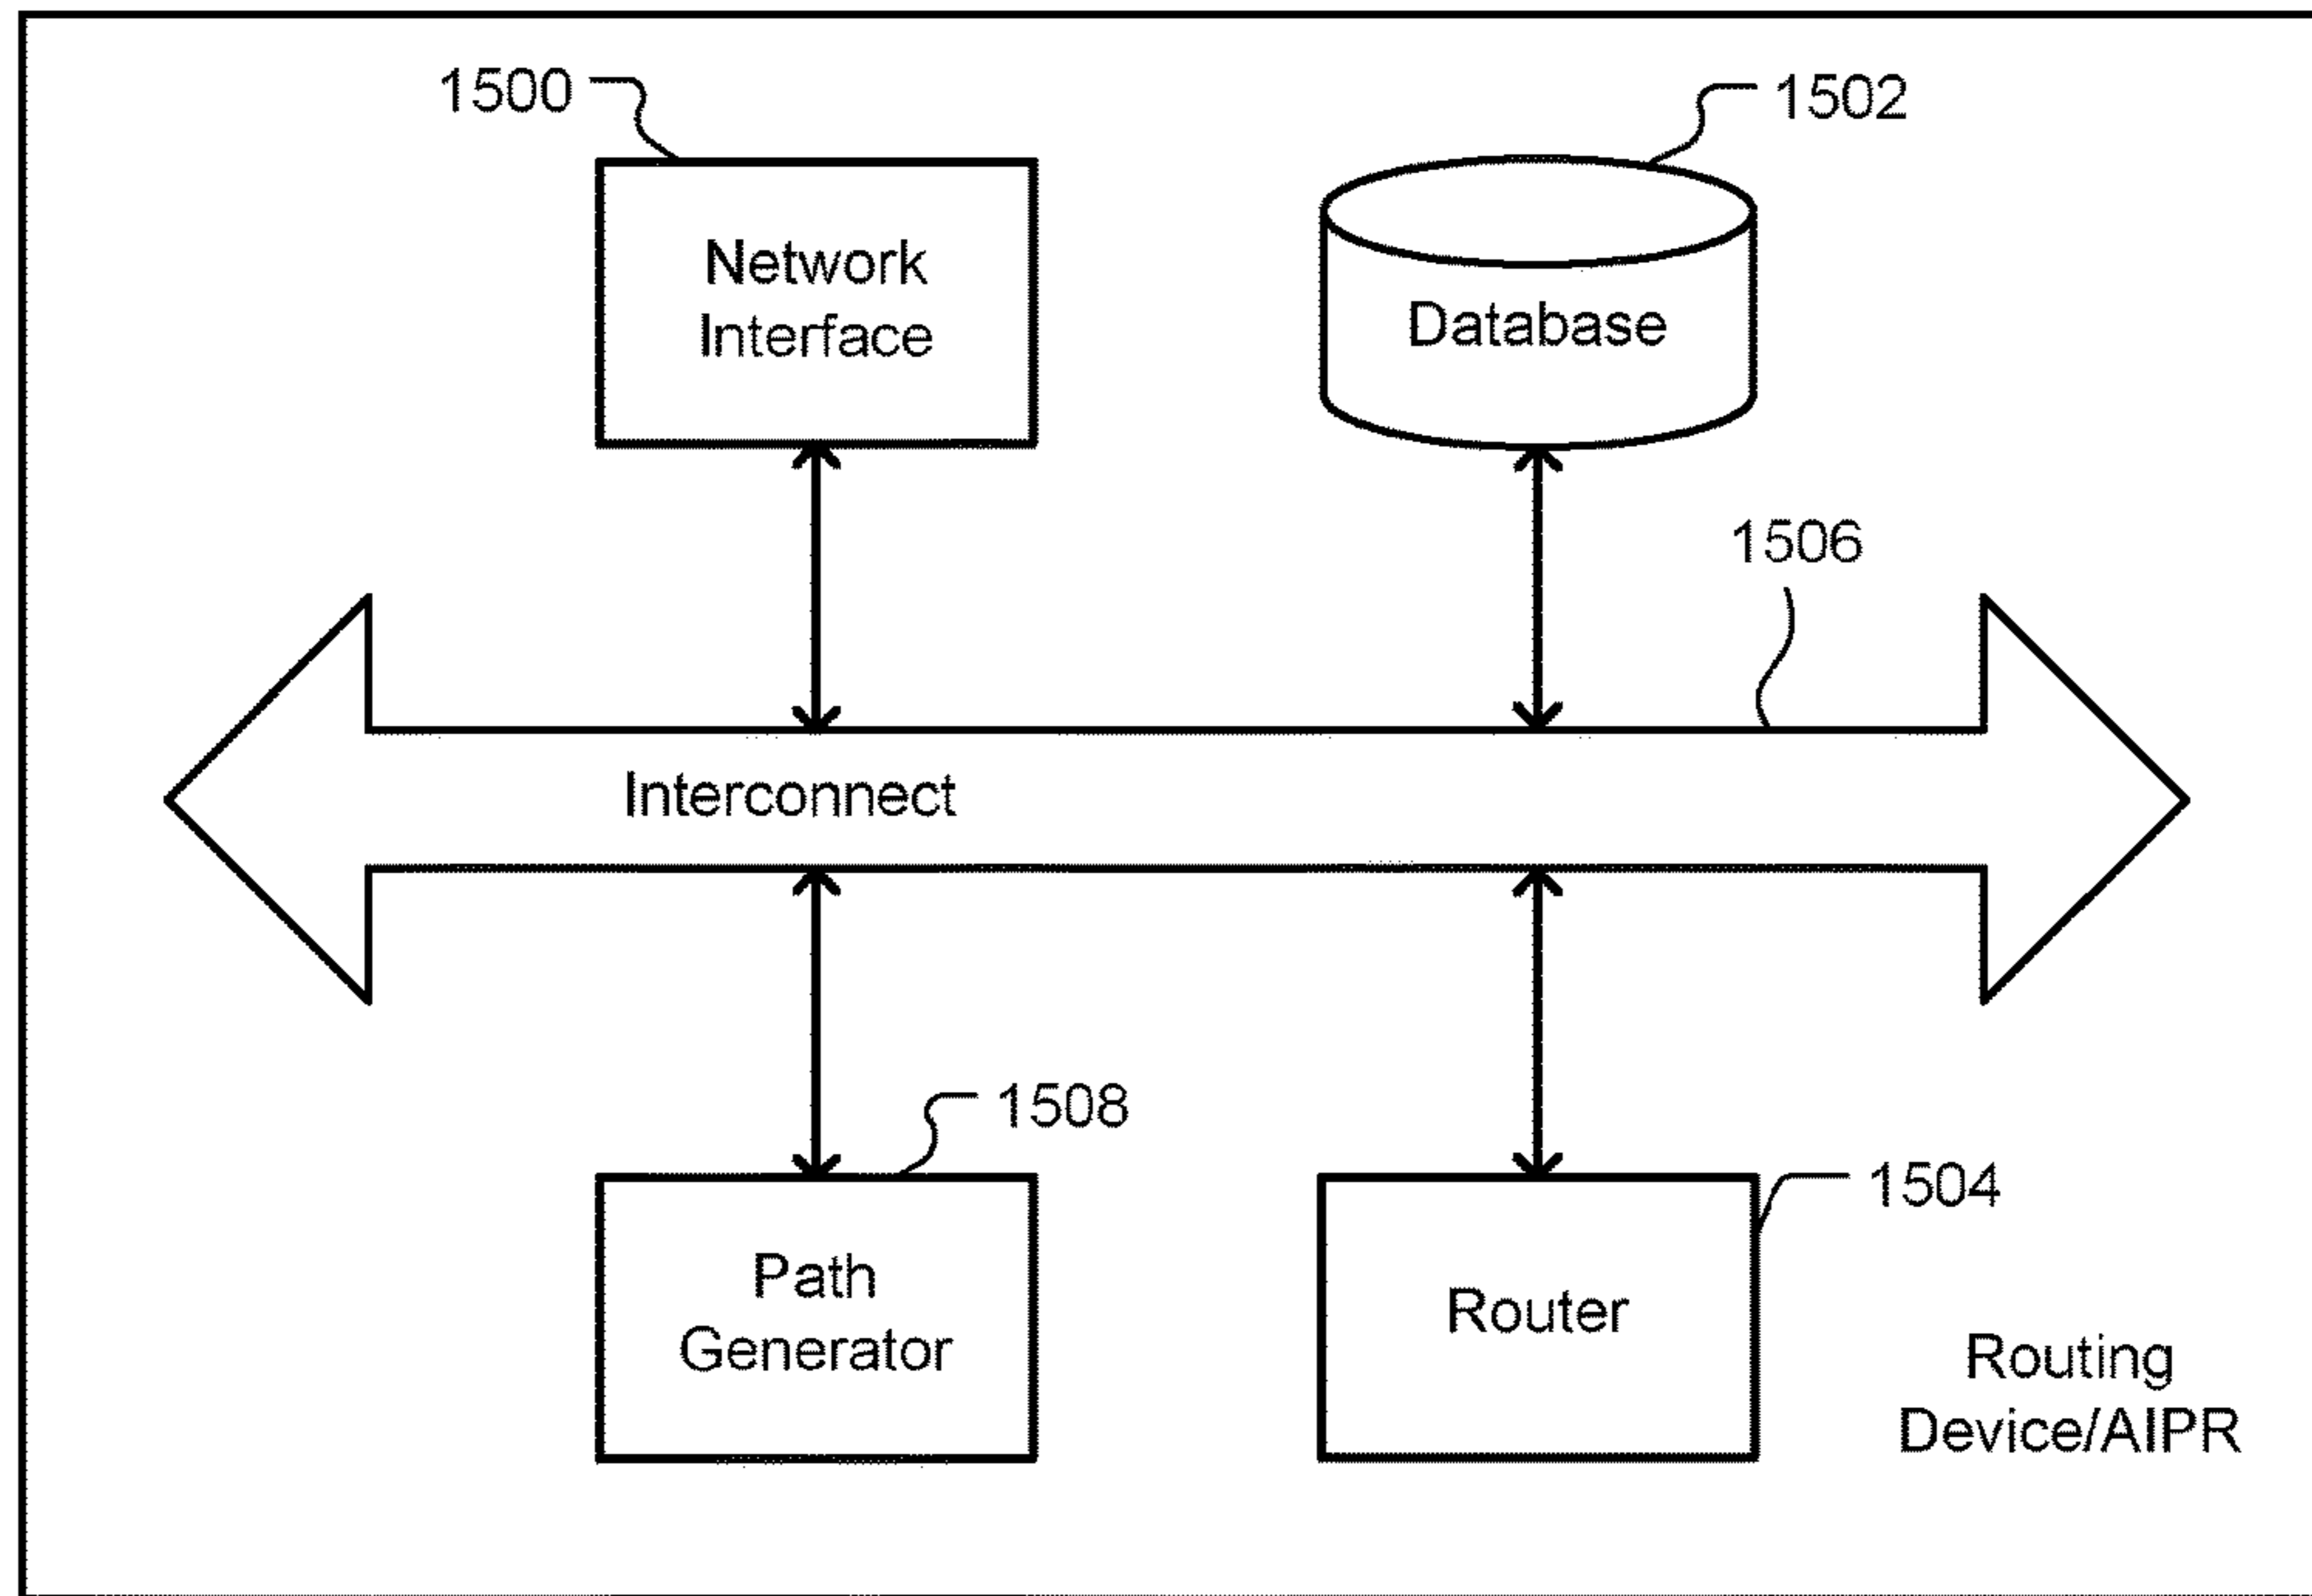 1500
1502
Network
Interface
Database
1506
Interconnect
1508
1504
Path
Generator
Router
Routing
Device/AIPR